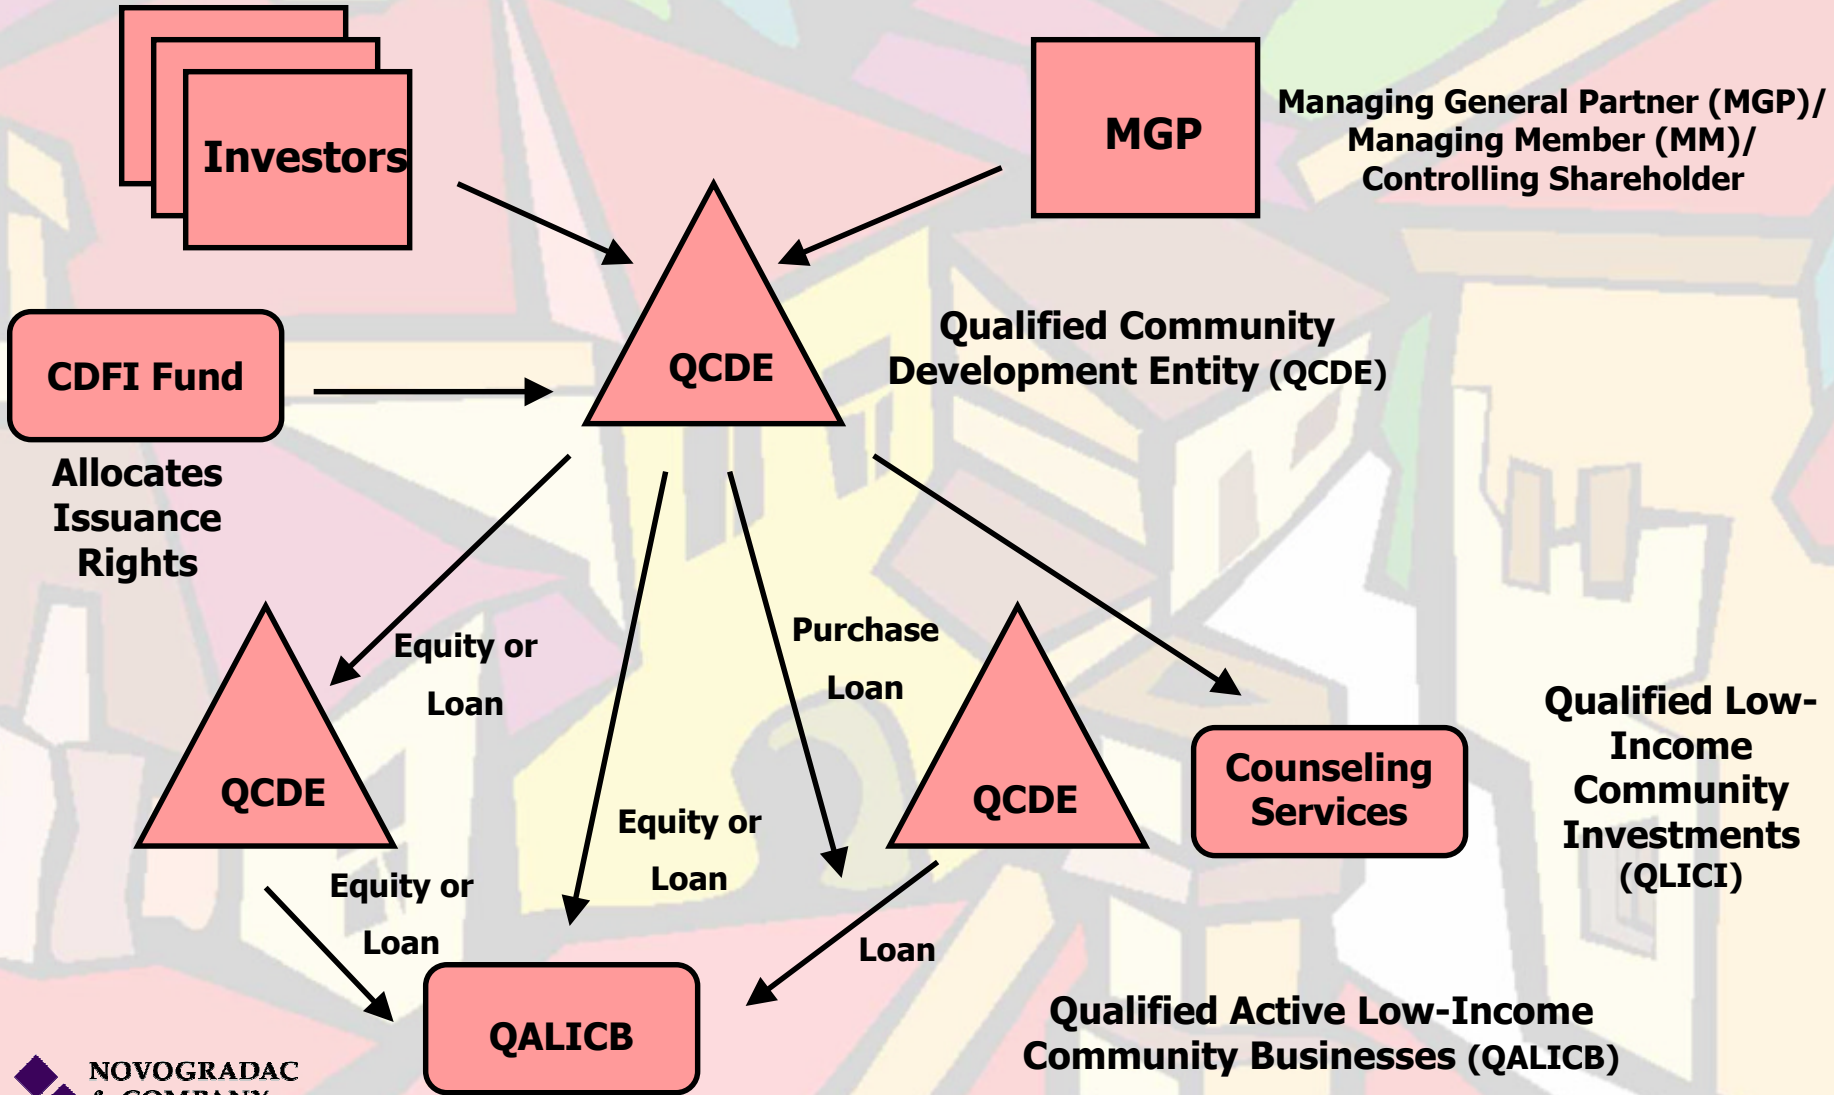 Investors
MGP
Managing General Partner (MGP)/
Managing Member (MM)/
Controlling Shareholder
CDFI Fund
QCDE
Qualified Community
Development Entity (QCDE)
Allocates
Issuance
Rights
Equity or
Loan
Purchase
Loan
QCDE
Equity or
Loan
QCDE
Counseling
Services
Qualified Low-
Income
Community
Investments
(QLICI)
Equity or
Loan
Loan
QALICB
Qualified Active Low-Income
Community Businesses (QALICB)
NOVOGRADAC
& COMPANY